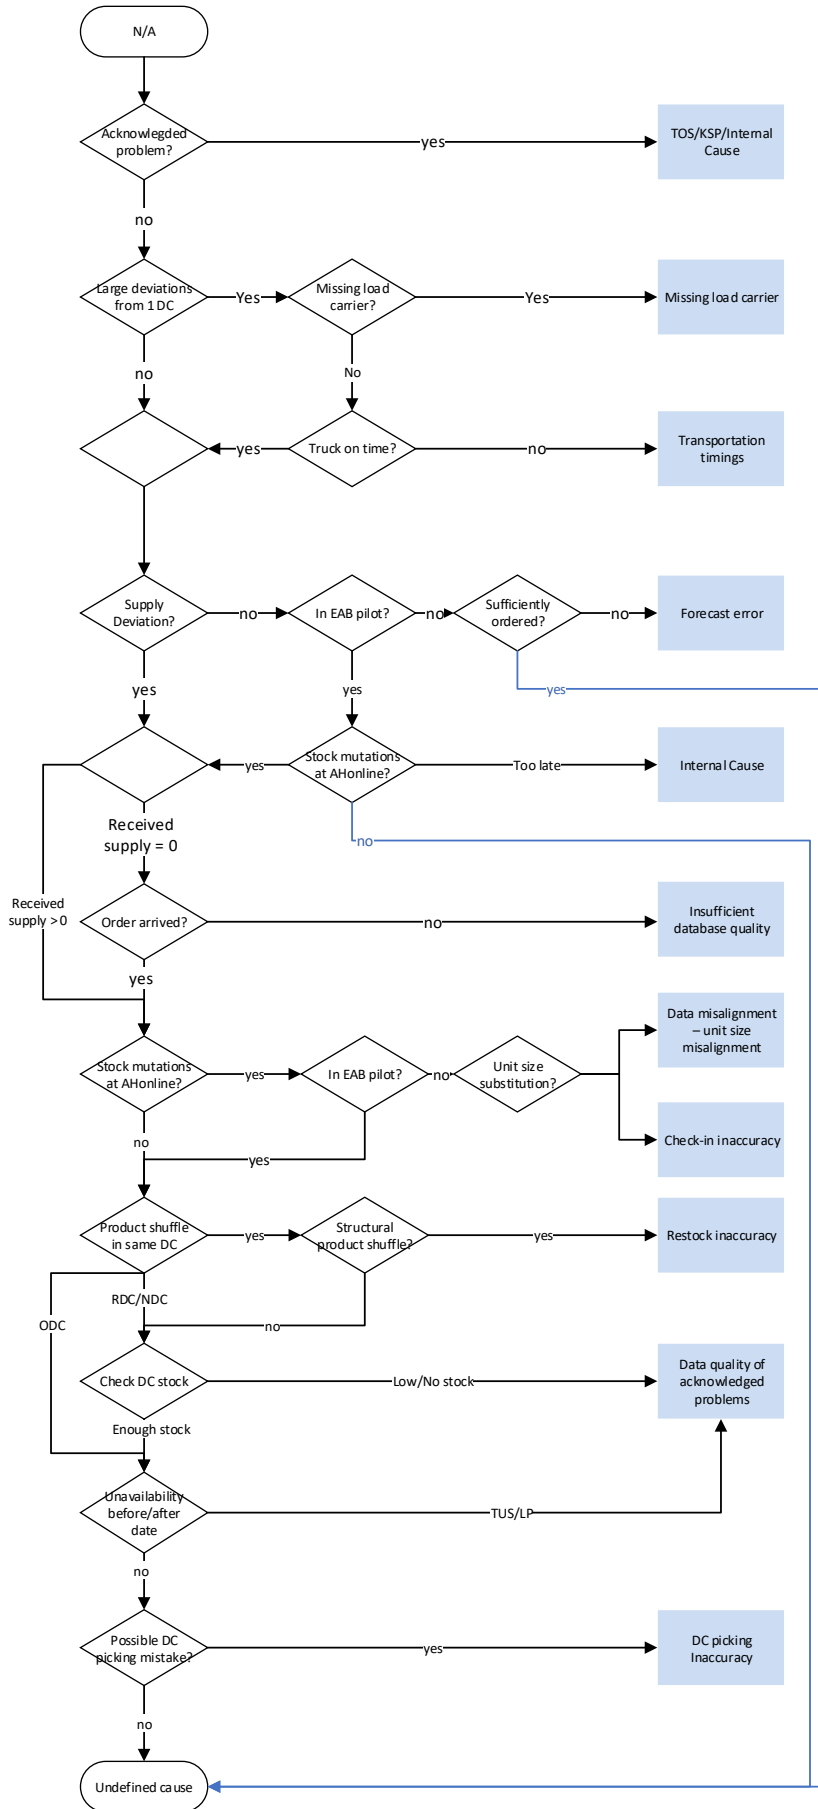 N/A
Acknowlegded
problem?
yes
TOS/KSP/Internal
Cause
no
Large deviations
from 1 DC
Yes
Missing load
carrier?
Yes
Missing load carrier
no
No
yes
Truck on time?
no
Transportation
timings
Supply
Deviation?
no
In EAB pilot?
no
Sufficiently
ordered?
no
Forecast error
yes
yes
yes
yes
Stock mutations
at AHonline?
Too late
Internal Cause
Received
supply = 0
no
Received
supply >0
Order arrived?
no
Insufficient
database quality
yes
Data misalignment
– unit size
misalignment
Stock mutations
at AHonline?
yes
In EAB pilot?
no
Unit size
substitution?
Check-in inaccuracy
no
yes
Product shuffle
in same DC
yes
Structural
product shuffle?
yes
Restock inaccuracy
RDC/NDC
ODC
no
Check DC stock
Low/No stock
Data quality of
acknowledged
problems
Enough stock
Unavailability
before/after
date
TUS/LP
no
Possible DC
picking mistake?
yes
DC picking
Inaccuracy
no
Undefined cause